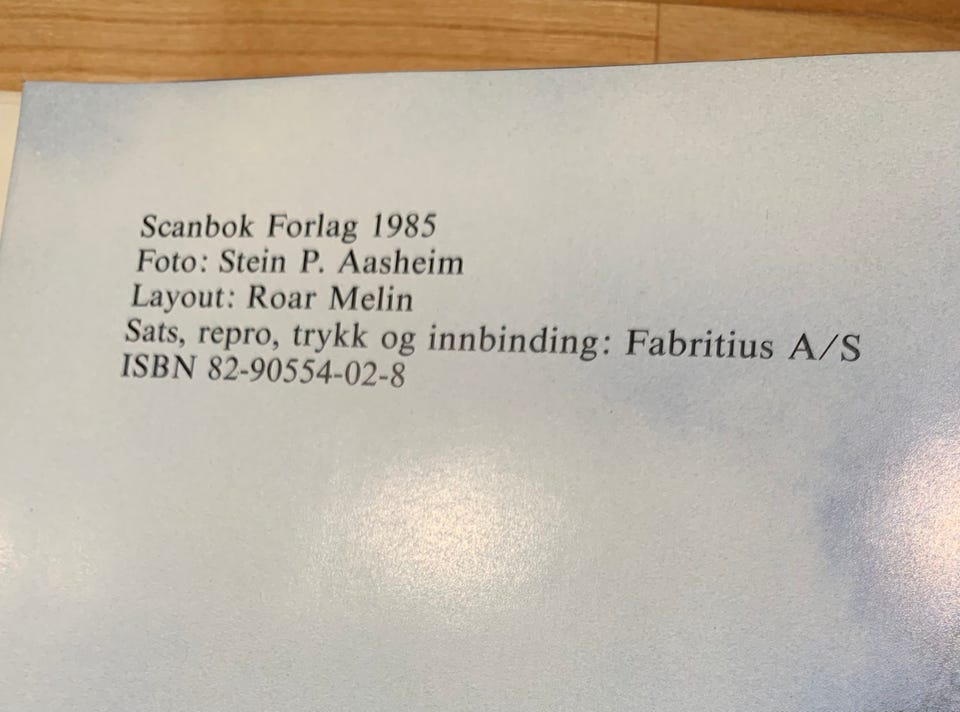 Scanbok Forlag 1985
Foto: Stein P. Aasheim
Layout: Roar Melin
Sats, repro, trykk og innbinding: Fabritius A/S
ISBN 82-90554-02-8